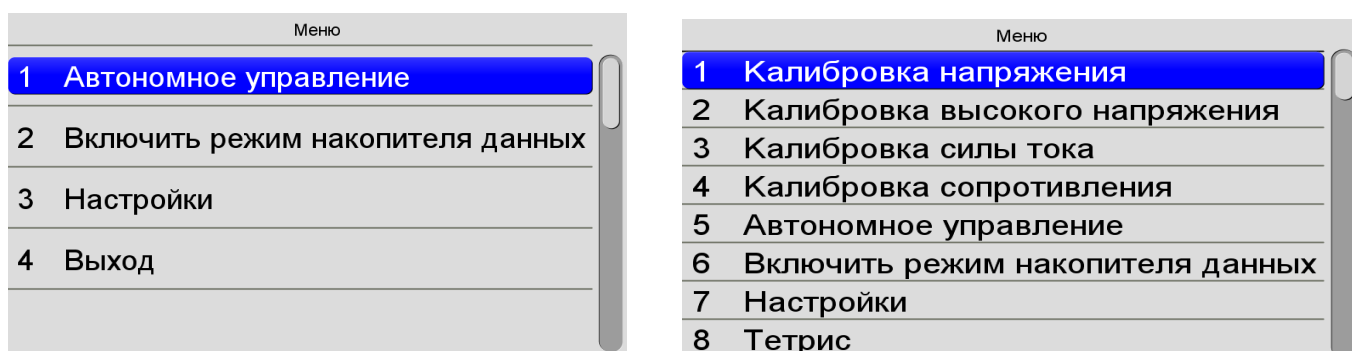 Меню
1 Автономное управление
2 Включить режим накопителя данных
3 Настройки
4 Выход
Меню
1 Калибровка напряжения
2 Калибровка высокого напряжения
3 Калибровка силы тока
4 Калибровка сопротивления
5 Автономное управление
6 Включить режим накопителя данных
7 Настройки
8 Тетрис